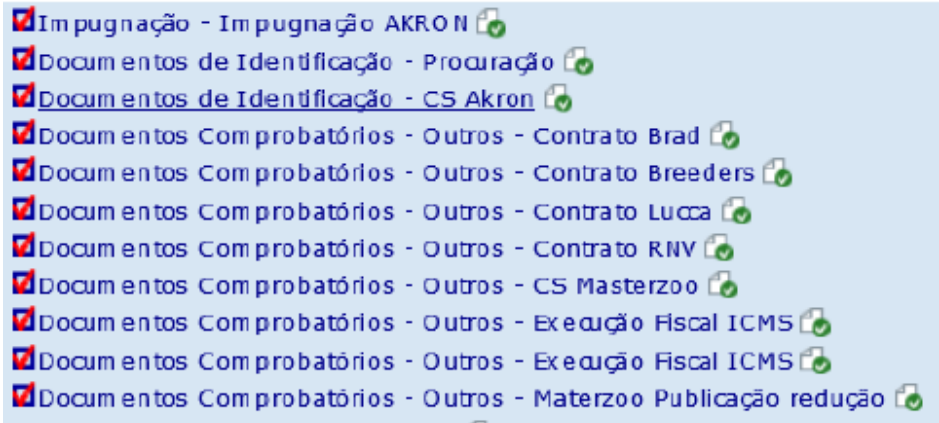 Impugnação - Impugnação AKRON
Documentos de Identificação - Procuração
Documentos de Identificação - CS Akron
Documentos Comprobatórios - Outros - Contrato Brad
Documentos Comprobatórios - Outros - Contrato Breeders
Documentos Comprobatórios - Outros - Contrato Lucca
Documentos Comprobatórios - Outros - Contrato RNV
Documentos Comprobatórios - Outros - CS Masterzoo
Documentos Comprobatórios - Outros - Execução Fiscal ICMS
Documentos Comprobatórios - Outros - Execução Fiscal ICMS
Documentos Comprobatórios - Outros - Materzoo Publicação redução